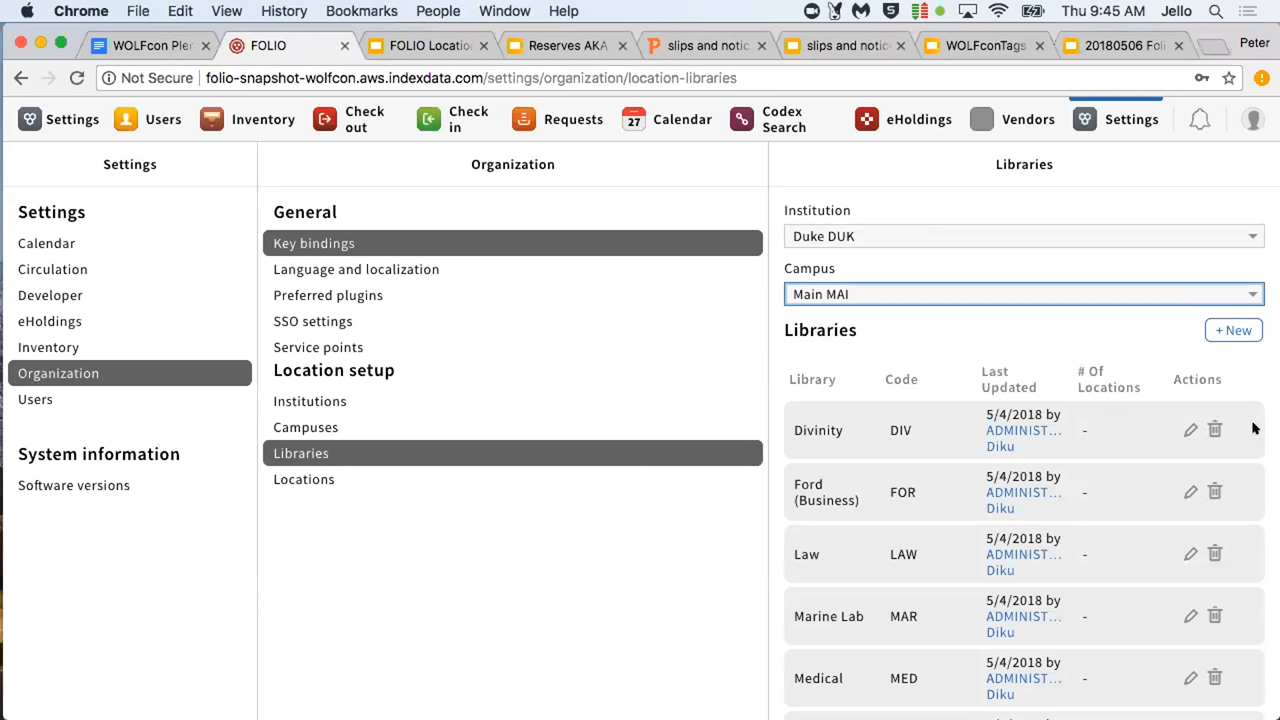 Chrome File Edit View History Bookmarks People Window Help Thu 9:45 AM Jello
WOLFcon Plen
FOLIO
FOLIO Locatio
Reserves AKA
slips and notic
slips and notic
WOLFconTags
20180506 Foli
Peter
Not Secure folio-snapshot-wolfcon.aws.indexdata.com/settings/organization/location-libraries
Settings
Users
Inventory
Check out
Check in
Requests
27
Calendar
Codex Search
eHoldings
Vendors
Settings
Settings
Settings
Calendar
Circulation
Developer
eHoldings
Inventory
Organization
Users
System information
Software versions
Organization
General
Key bindings
Language and localization
Preferred plugins
SSO settings
Service points
Location setup
Institutions
Campuses
Libraries
Locations
Libraries
Institution
Duke DUK
Campus
Main MAI
Libraries
+ New
Library Code Last Updated # Of Locations Actions
Divinity DIV 5/4/2018 by ADMINIST... Diku -
Ford (Business) FOR 5/4/2018 by ADMINIST... Diku -
Law LAW 5/4/2018 by ADMINIST... Diku -
Marine Lab MAR 5/4/2018 by ADMINIST... Diku -
Medical MED 5/4/2018 by ADMINIST... Diku -